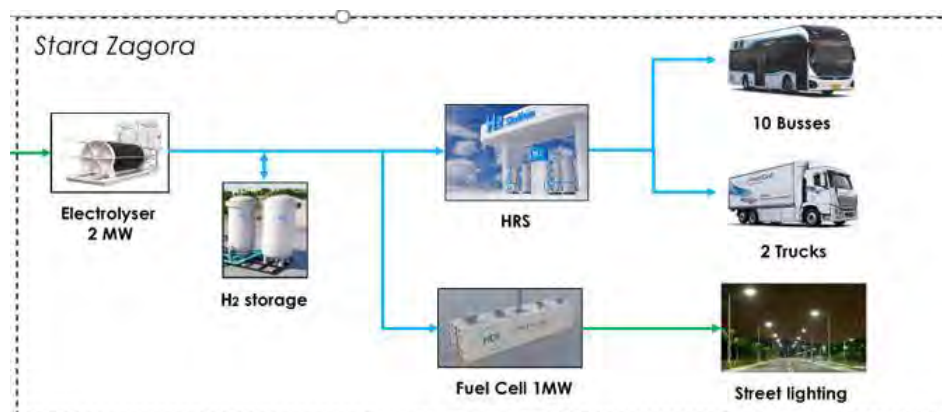 Stara Zagora
10 Busses
Electrolyser
2 MW
HRS
2 Trucks
H2 storage
Fuel Cell 1MW
Street lighting